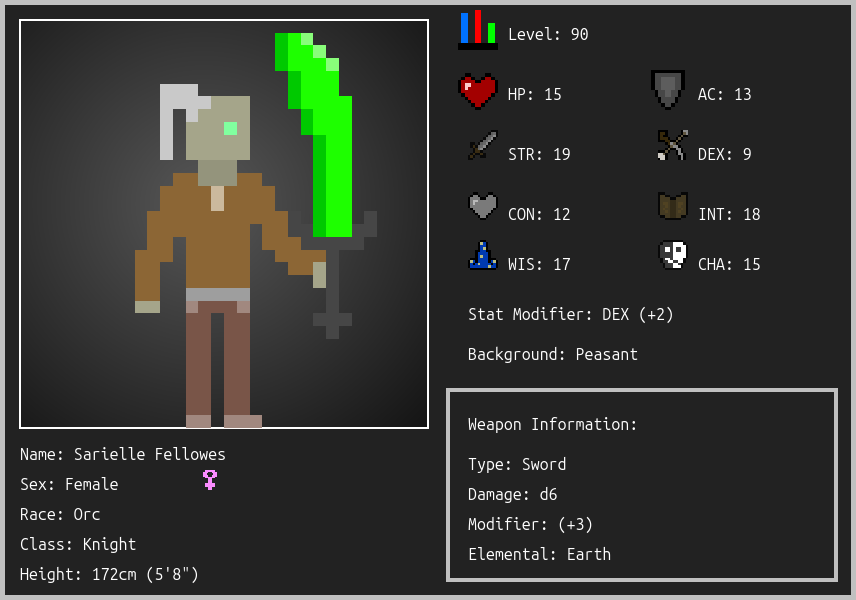 Level: 90
HP: 15
AC: 13
STR: 19
DEX: 9
CON: 12
INT: 18
WIS: 17
CHA: 15
Stat Modifier: DEX (+2)
Background: Peasant
Weapon Information:
Type: Sword
Damage: d6
Modifier: (+3)
Elemental: Earth
Name: Sarielle Fellowes
Sex: Female
Race: Orc
Class: Knight
Height: 172cm (5'8")